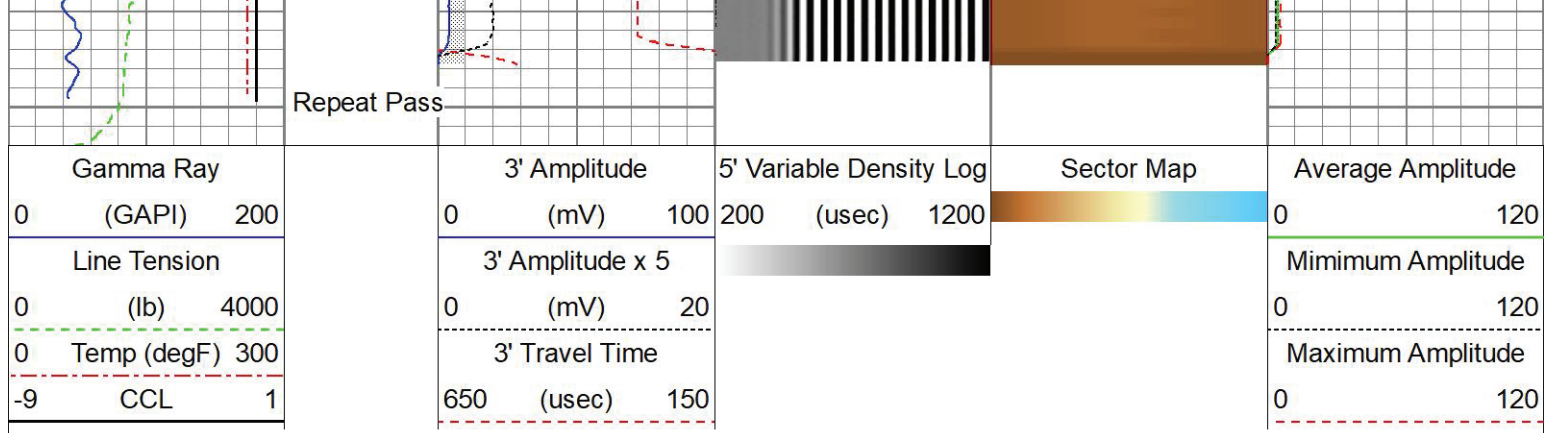 Repeat Pass
Gamma Ray
0 (GAPI) 200
Line Tension
0 (lb) 4000
0 Temp (degF) 300
-9 CCL 1
3' Amplitude
0 (mV) 100
3' Amplitude x 5
0 (mV) 20
3' Travel Time
650 (usec) 150
5' Variable Density Log
200 (usec) 1200
Sector Map
Average Amplitude
0 120
Mimimum Amplitude
0 120
Maximum Amplitude
0 120